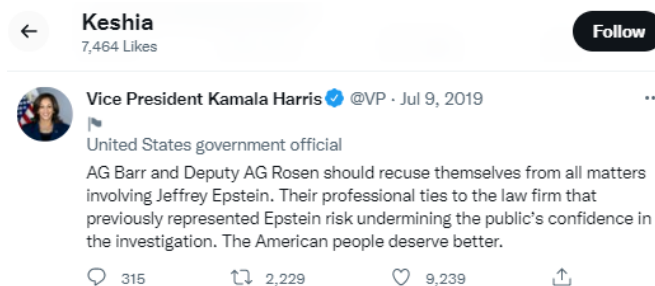 Keshia
7,464 Likes
Follow
Vice President Kamala Harris @VP · Jul 9, 2019
United States government official
AG Barr and Deputy AG Rosen should recuse themselves from all matters
involving Jeffrey Epstein. Their professional ties to the law firm that
previously represented Epstein risk undermining the public's confidence in
the investigation. The American people deserve better.
315 2,229 9,239